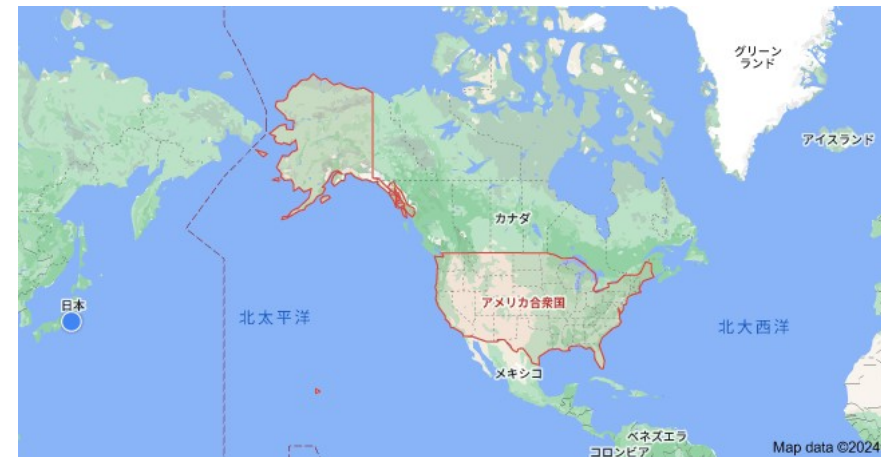 グリーン
ランド
アイスランド
カナダ
日本
アメリカ合衆国
北太平洋
北大西洋
メキシコ
ベネズエラ
コロンビア
Map data ©2024